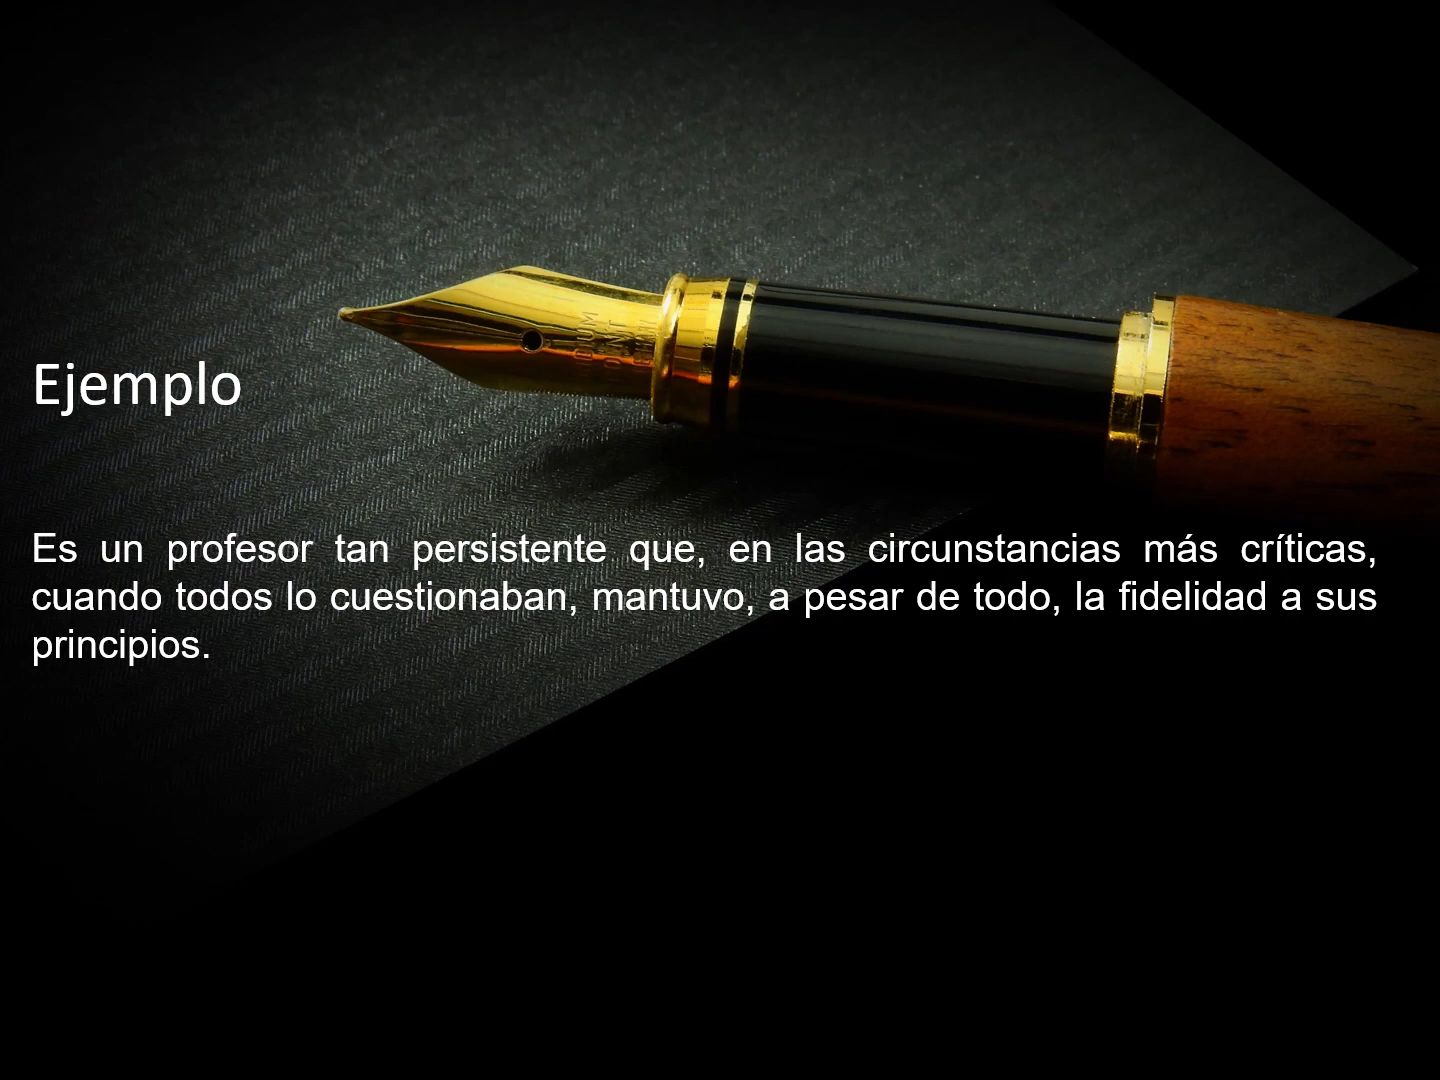 Ejemplo
Es un profesor tan persistente que, en las circunstancias más críticas,
cuando todos lo cuestionaban, mantuvo, a pesar de todo, la fidelidad a sus
principios.